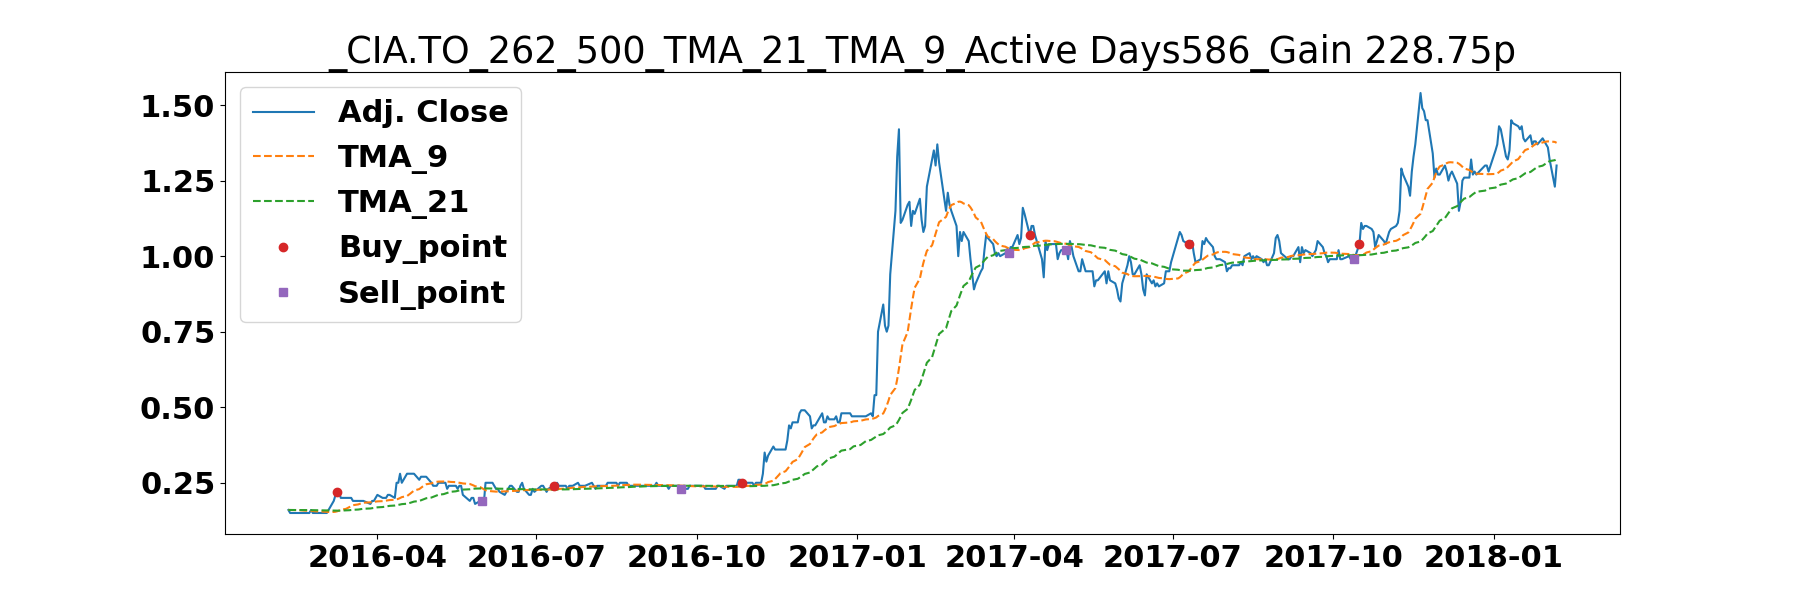 _CIA.TO_262_500_TMA_21_TMA_9_Active Days586_Gain 228.75p
1.50
1.25
1.00
0.75
0.50
0.25
Adj. Close
TMA_9
TMA_21
Buy_point
Sell_point
2016-04 2016-07 2016-10 2017-01 2017-04 2017-07 2017-10 2018-01